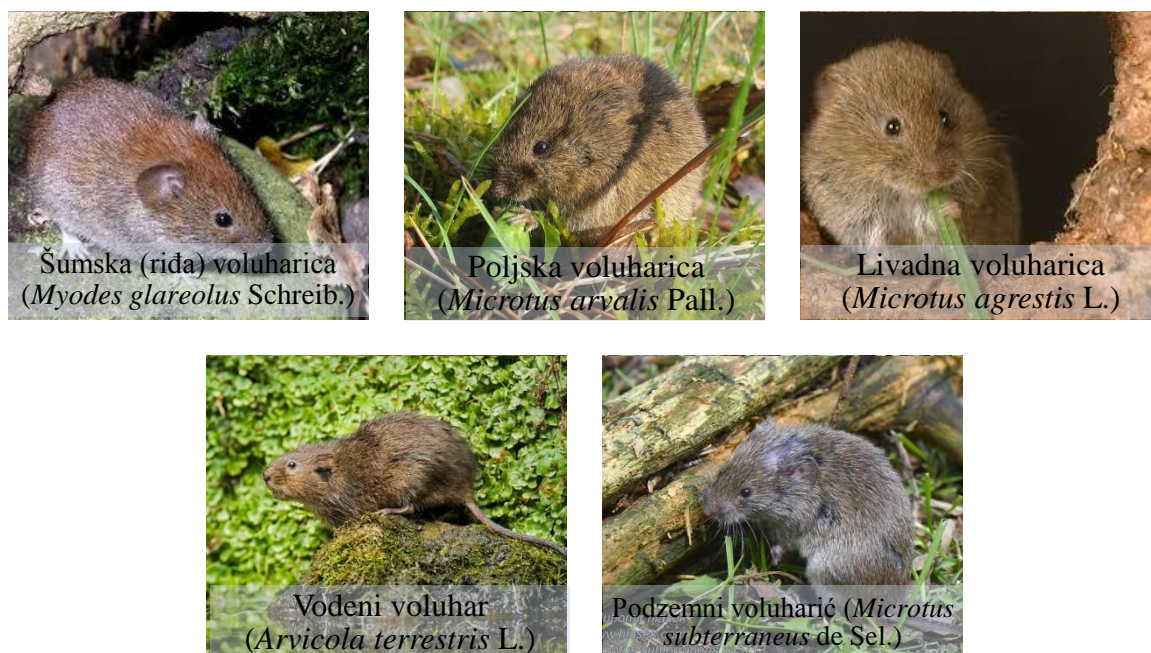 Šumska (riđa) voluharica
(Myodes glareolus Schreib.)
Poljska voluharica
(Microtus arvalis Pall.)
Livadna voluharica
(Microtus agrestis L.)
Vodeni voluhar
(Arvicola terrestris L.)
Podzemni voluharić (Microtus
subterraneus de Sel.)